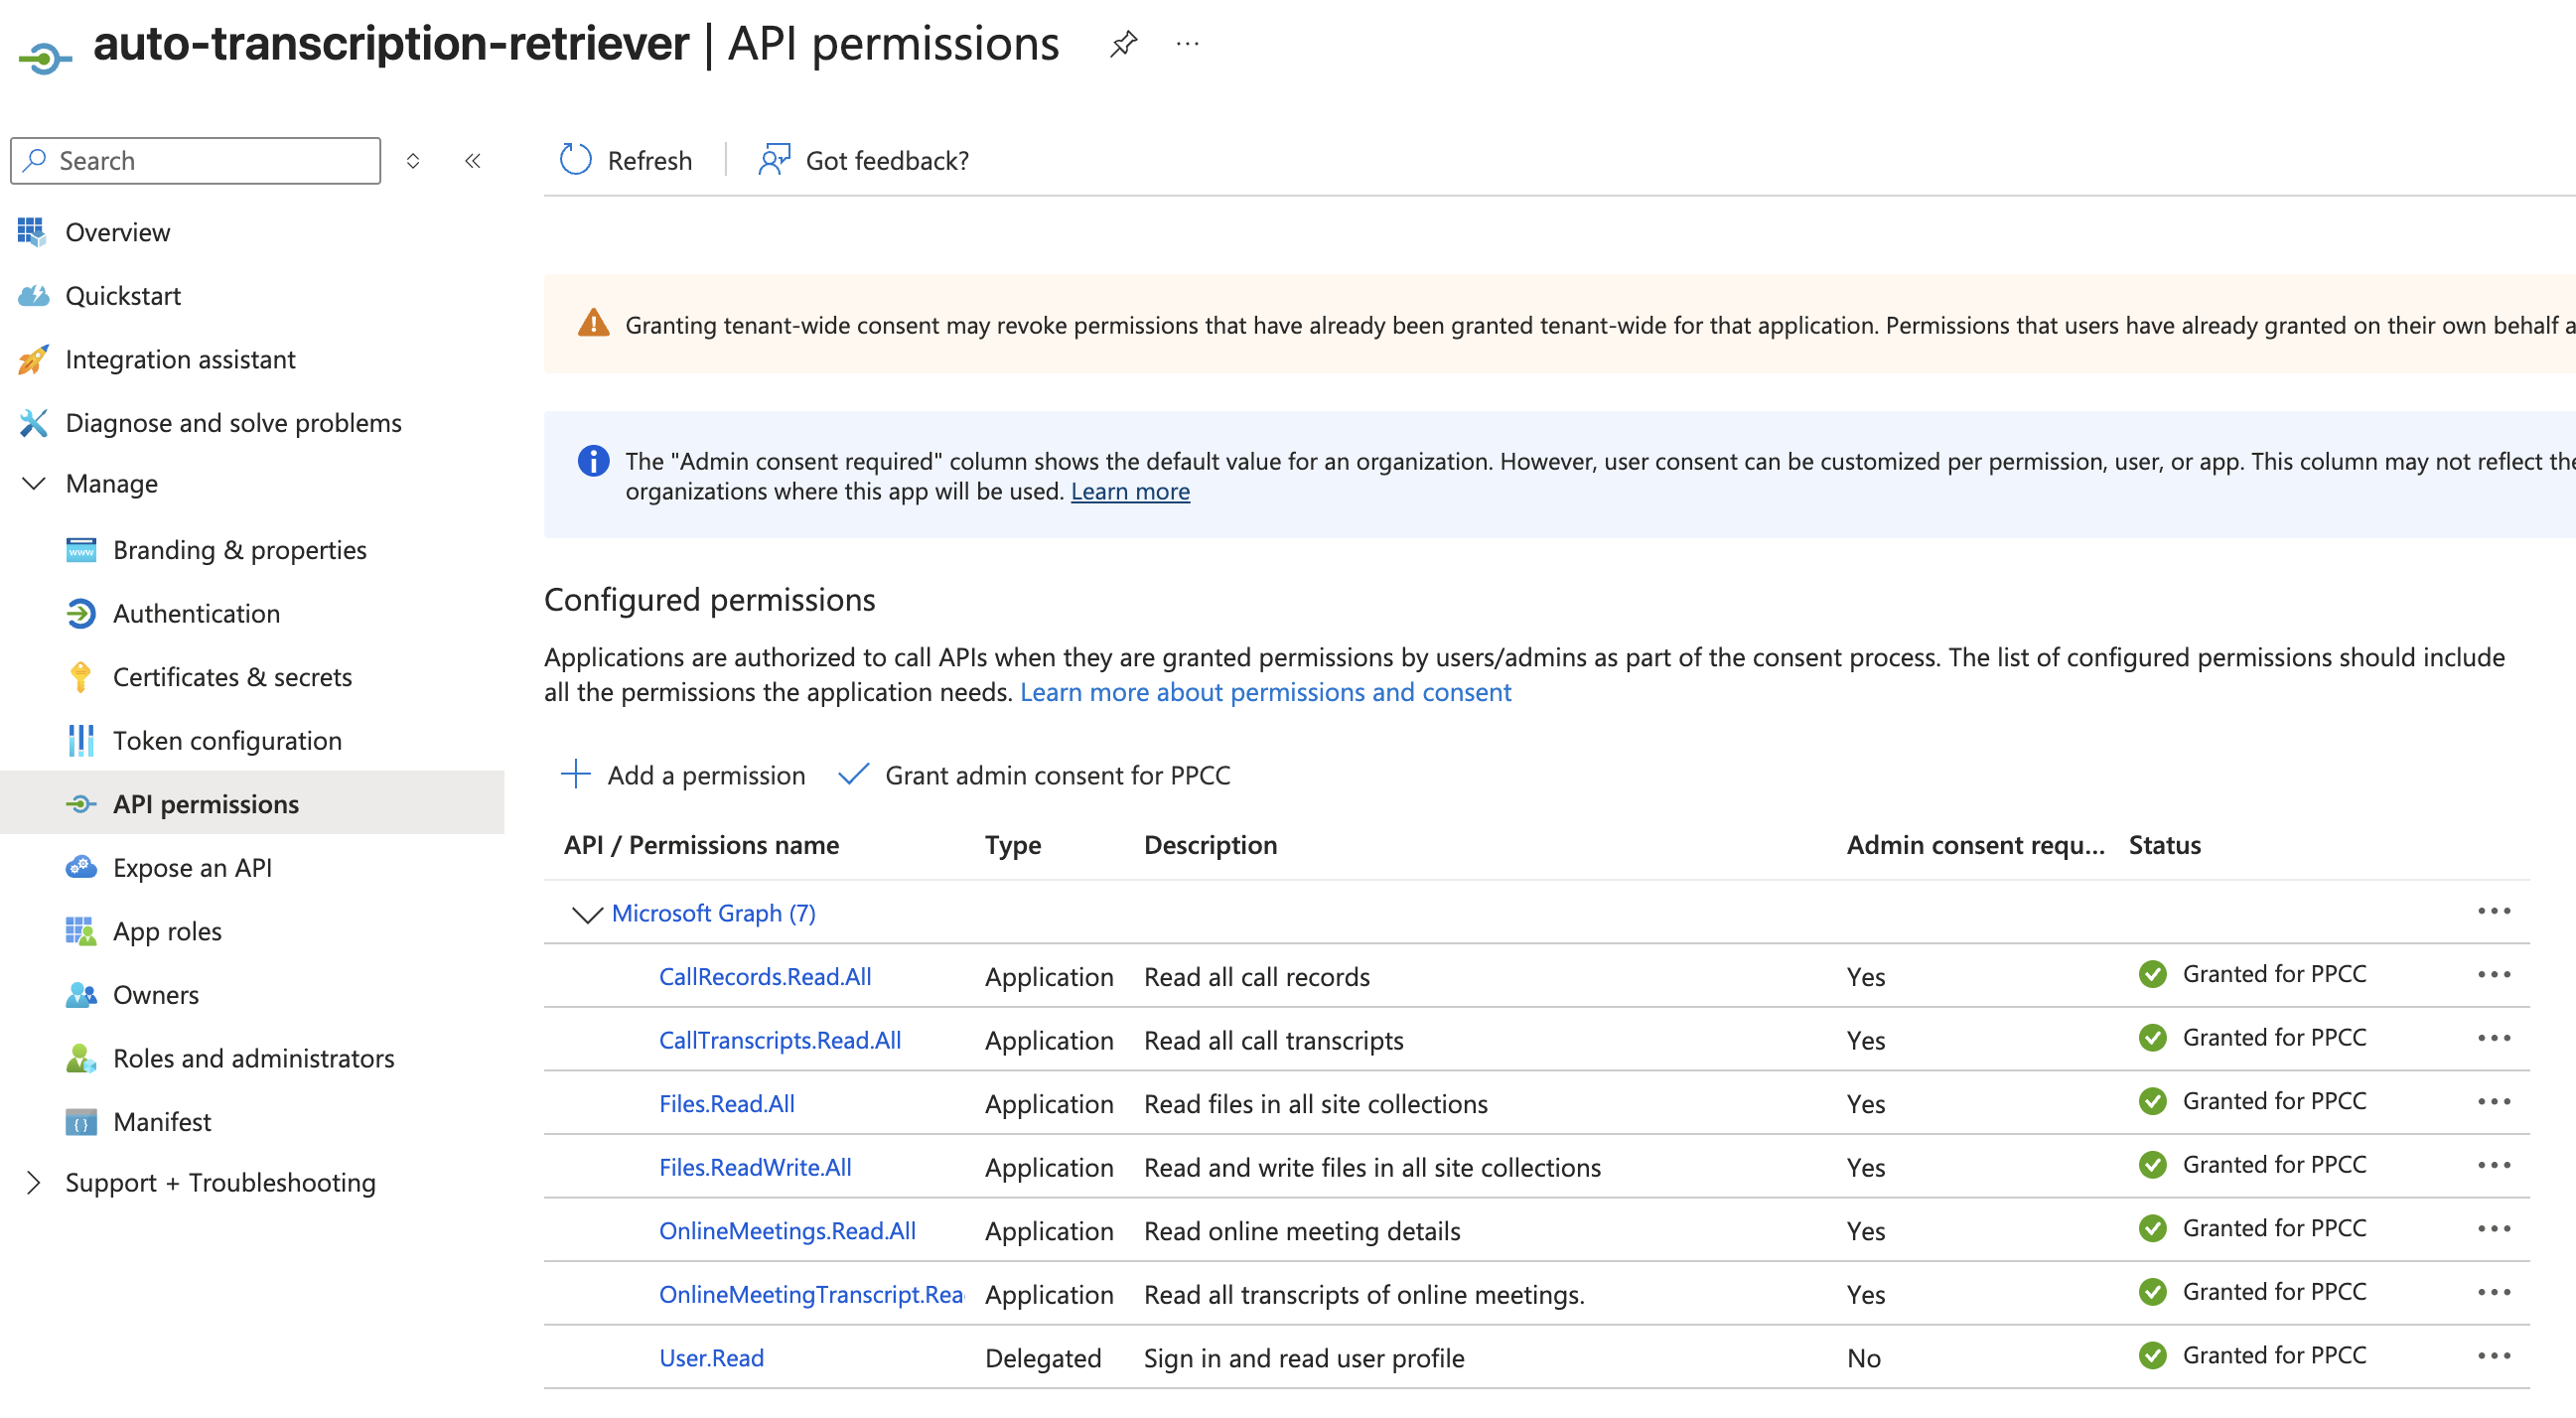 auto-transcription-retriever | API permissions
Search
Refresh
Got feedback?
Overview
Quickstart
Integration assistant
Diagnose and solve problems
Manage
Branding & properties
Authentication
Certificates & secrets
Token configuration
API permissions
Expose an API
App roles
Owners
Roles and administrators
Manifest
Support + Troubleshooting
Granting tenant-wide consent may revoke permissions that have already been granted tenant-wide for that application. Permissions that users have already granted on their own behalf a
The "Admin consent required" column shows the default value for an organization. However, user consent can be customized per permission, user, or app. This column may not reflect the
organizations where this app will be used. Learn more
Configured permissions
Applications are authorized to call APIs when they are granted permissions by users/admins as part of the consent process. The list of configured permissions should include
all the permissions the application needs. Learn more about permissions and consent
Add a permission
Grant admin consent for PPCC
API / Permissions name Type Description Admin consent requ... Status
Microsoft Graph (7)
CallRecords.Read.All Application Read all call records Yes Granted for PPCC
CallTranscripts.Read.All Application Read all call transcripts Yes Granted for PPCC
Files.Read.All Application Read files in all site collections Yes Granted for PPCC
Files.ReadWrite.All Application Read and write files in all site collections Yes Granted for PPCC
OnlineMeetings.Read.All Application Read online meeting details Yes Granted for PPCC
OnlineMeetingTranscript.Rea Application Read all transcripts of online meetings. Yes Granted for PPCC
User.Read Delegated Sign in and read user profile No Granted for PPCC